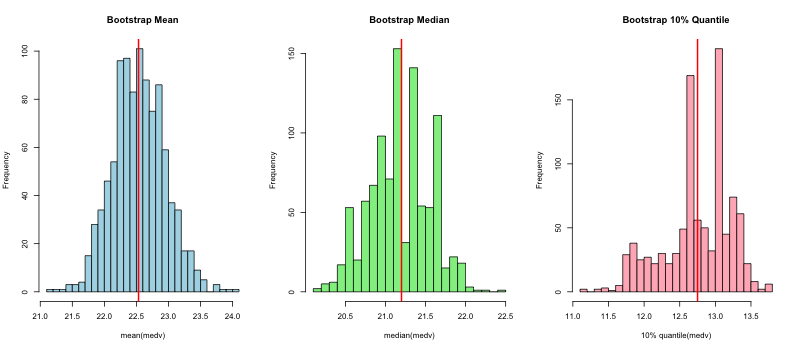 Bootstrap Mean
Frequency
0
20
40
60
80
100
21.0 21.5 22.0 22.5 23.0 23.5 24.0
mean(medv)
Bootstrap Median
Frequency
0
50
100
150
20.5 21.0 21.5 22.0 22.5
median(medv)
Bootstrap 10% Quantile
Frequency
0
50
100
150
11.0 11.5 12.0 12.5 13.0 13.5
10% quantile(medv)